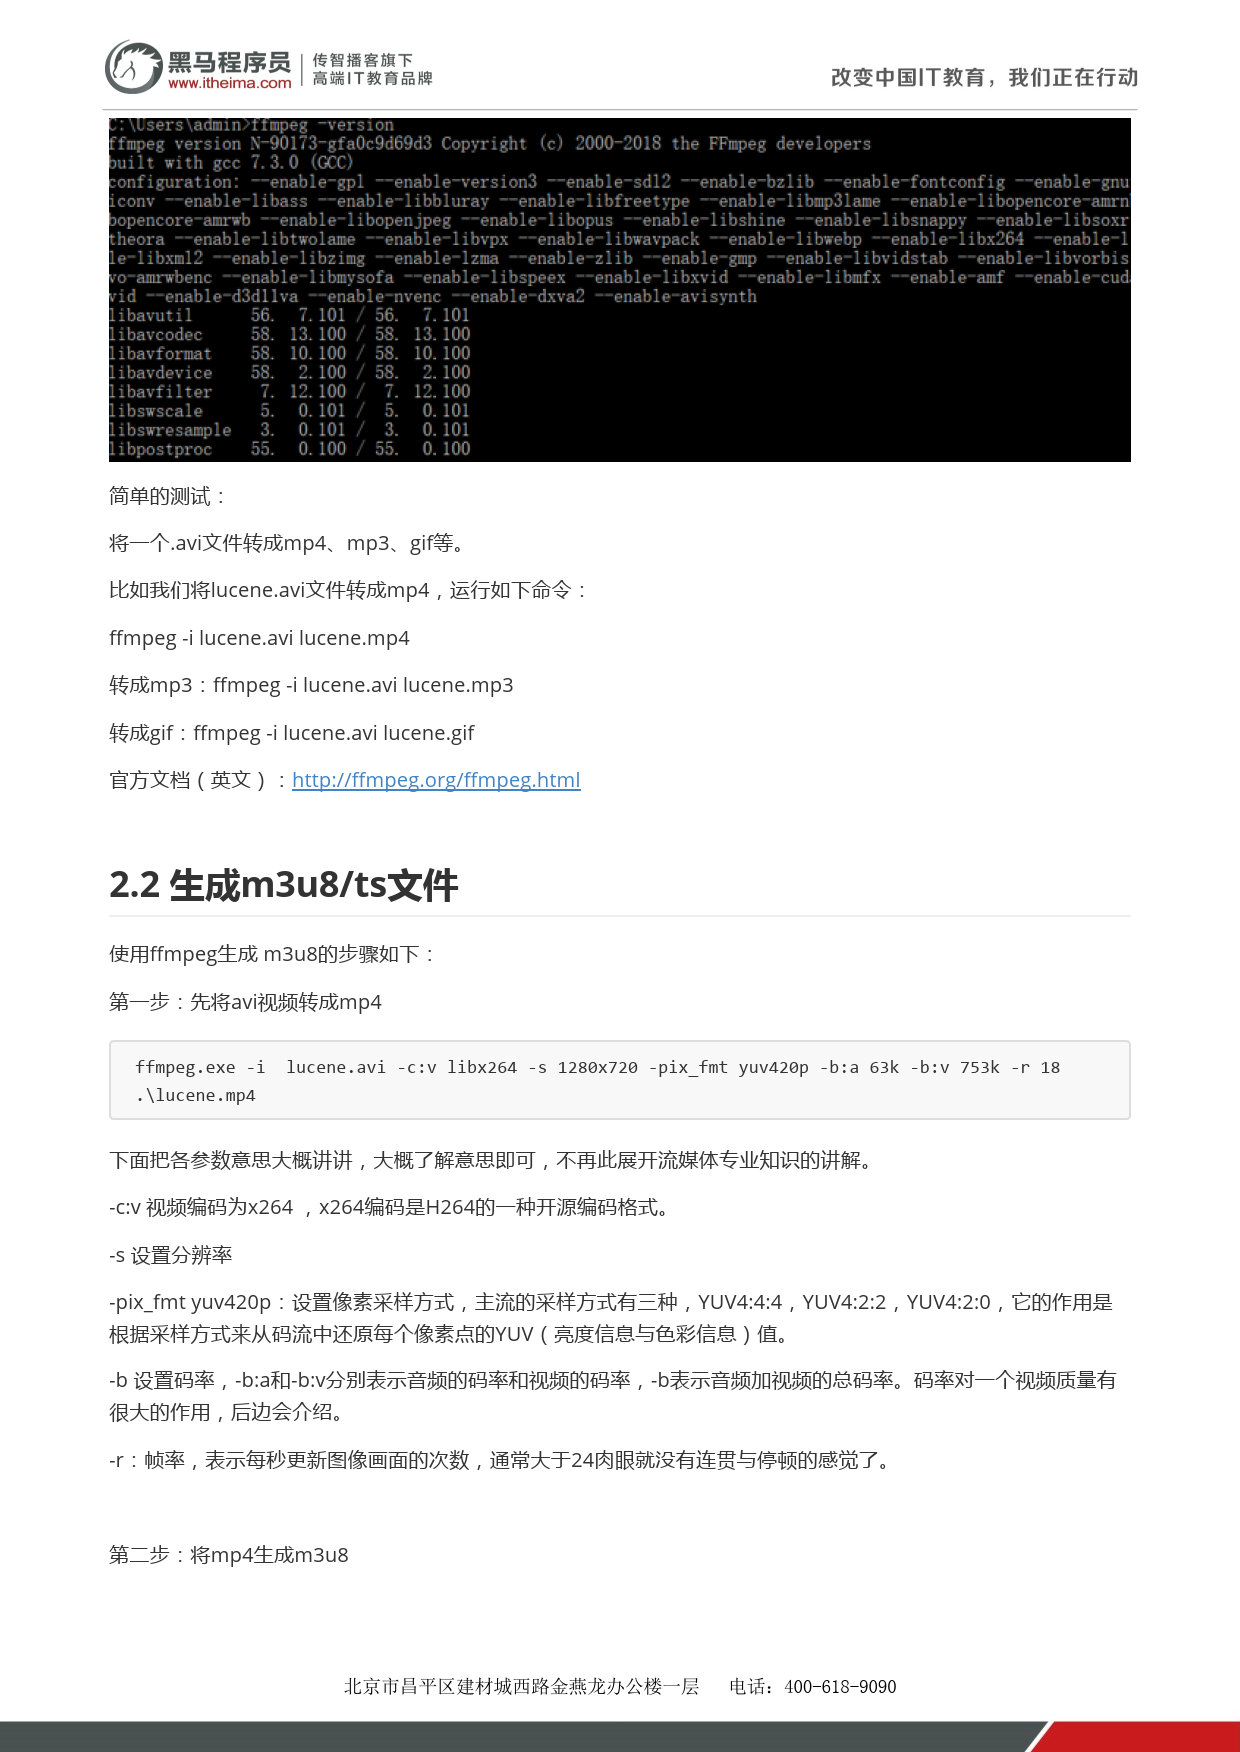 黑马程序员
www.itheima.com
传智播客旗下
高端IT教育品牌
改变中国IT教育，我们正在行动
C:\Users\admin>ffmpeg -version
ffmpeg version N-90173-gfa0c9d69d3 Copyright (c) 2000-2018 the FFmpeg developers
built with gcc 7.3.0 (GCC)
configuration: --enable-gpl --enable-version3 --enable-sdl2 --enable-bzlib --enable-fontconfig --enable-gnu
iconv --enable-libass --enable-libbluray --enable-libfreetype --enable-libmp3lame --enable-libopencore-amrn
bopencore-amrwb --enable-libopenjpeg --enable-libopus --enable-libshine --enable-libsnappy --enable-libsoxr
theora --enable-libtwolame --enable-libvpx --enable-libwavpack --enable-libwebp --enable-libx264 --enable-l
le-libxml2 --enable-libzimg --enable-lzma --enable-zlib --enable-gmp --enable-libvidstab --enable-libvorbis
vo-amrwbenc --enable-libmysofa --enable-libspeex --enable-libxvid --enable-libmfx --enable-amf --enable-cud
vid --enable-d3d11va --enable-nvenc --enable-dxva2 --enable-avisynth
libavutil 56. 7.101 / 56. 7.101
libavcodec 58. 13.100 / 58. 13.100
libavformat 58. 10.100 / 58. 10.100
libavdevice 58. 2.100 / 58. 2.100
libavfilter 7. 12.100 / 7. 12.100
libswscale 5. 0.101 / 5. 0.101
libswresample 3. 0.101 / 3. 0.101
libpostproc 55. 0.100 / 55. 0.100
简单的测试：
将一个.avi文件转成mp4、mp3、gif等。
比如我们将lucene.avi文件转成mp4，运行如下命令：
ffmpeg -i lucene.avi lucene.mp4
转成mp3：ffmpeg -i lucene.avi lucene.mp3
转成gif：ffmpeg -i lucene.avi lucene.gif
官方文档（英文）：http://ffmpeg.org/ffmpeg.html
2.2 生成m3u8/ts文件
使用ffmpeg生成 m3u8的步骤如下：
第一步：先将avi视频转成mp4
ffmpeg.exe -i  lucene.avi -c:v libx264 -s 1280x720 -pix_fmt yuv420p -b:a 63k -b:v 753k -r 18
.\lucene.mp4
下面把各参数意思大概讲讲，大概了解意思即可，不再此展开流媒体专业知识的讲解。
-c:v 视频编码为x264 ，x264编码是H264的一种开源编码格式。
-s 设置分辨率
-pix_fmt yuv420p：设置像素采样方式，主流的采样方式有三种，YUV4:4:4，YUV4:2:2，YUV4:2:0，它的作用是
根据采样方式来从码流中还原每个像素点的YUV（亮度信息与色彩信息）值。
-b 设置码率，-b:a和-b:v分别表示音频的码率和视频的码率，-b表示音频加视频的总码率。码率对一个视频质量有
很大的作用，后边会介绍。
-r：帧率，表示每秒更新图像画面的次数，通常大于24肉眼就没有连贯与停顿的感觉了。
第二步：将mp4生成m3u8
北京市昌平区建材城西路金燕龙办公楼一层 电话：400-618-9090